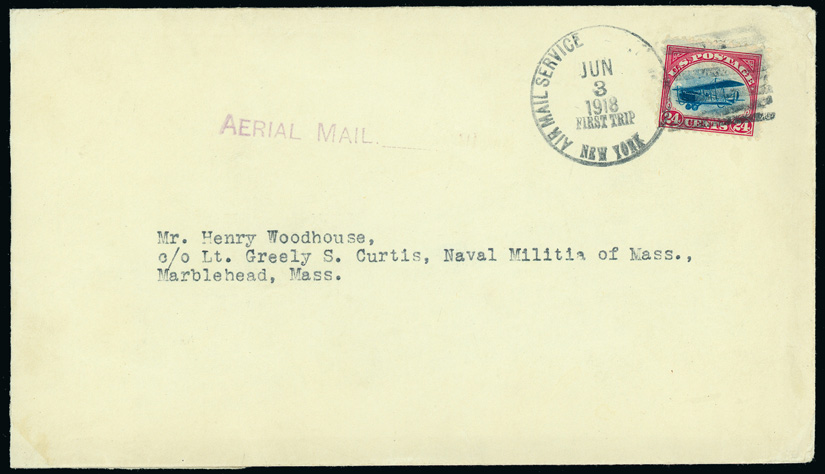 AIR MAIL SERVICE
JUN
3
1918
FIRST TRIP
NEW YORK
U.S. POSTAGE
24 CENTS 24
AERIAL MAIL
Mr. Henry Woodhouse,
c/o Lt. Greely S. Curtis, Naval Militia of Mass.,
Marblehead, Mass.